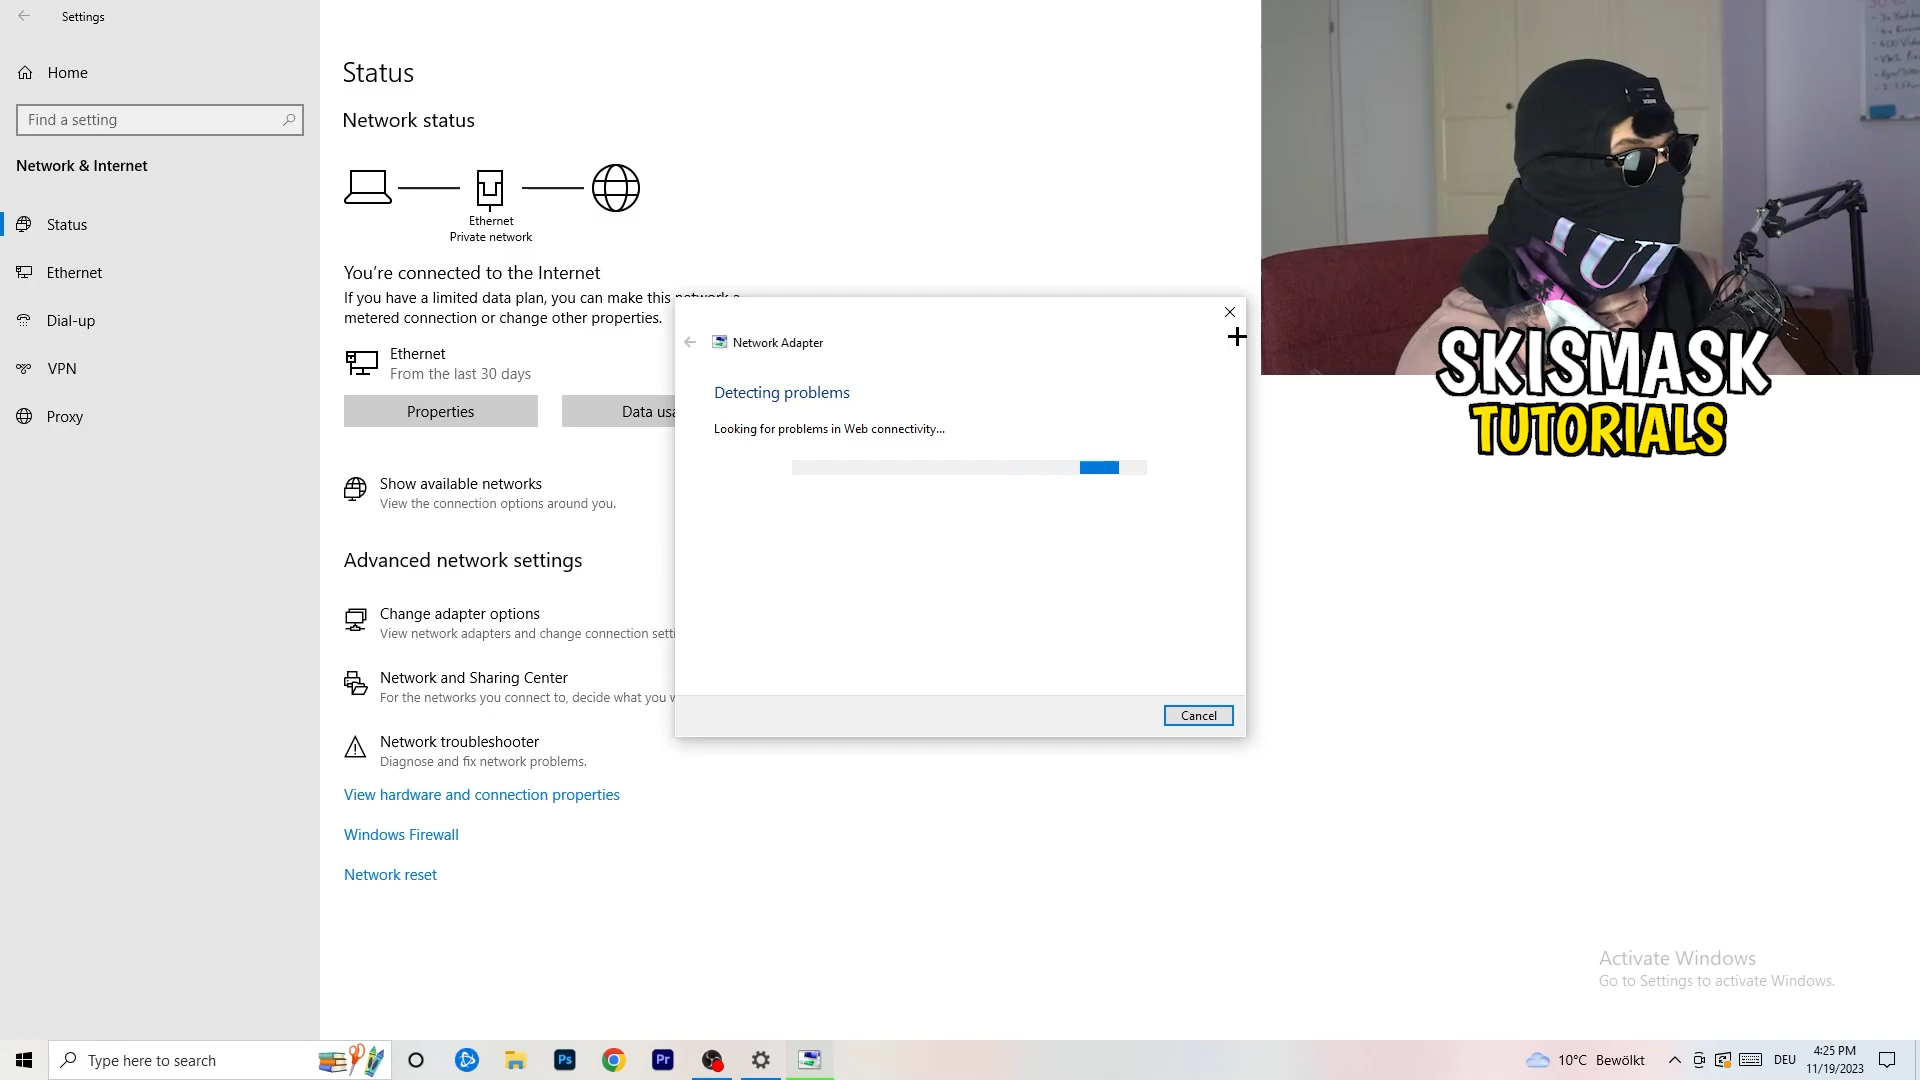 Settings
Home
Find a setting
Network & Internet
Status
Ethernet
Dial-up
VPN
Proxy
Status
Network status
Ethernet
Private network
You're connected to the Internet
If you have a limited data plan, you can make this network a
metered connection or change other properties.
Ethernet
From the last 30 days
Properties
Data usa
Show available networks
View the connection options around you.
Advanced network settings
Change adapter options
View network adapters and change connection setti
Network and Sharing Center
For the networks you connect to, decide what you w
Network troubleshooter
Diagnose and fix network problems.
View hardware and connection properties
Windows Firewall
Network reset
Network Adapter
Detecting problems
Looking for problems in Web connectivity...
Cancel
SKISMASK
TUTORIALS
Activate Windows
Go to Settings to activate Windows.
Type here to search
Ps
Pr
10°C Bewölkt
DEU
4:25 PM
11/19/2023